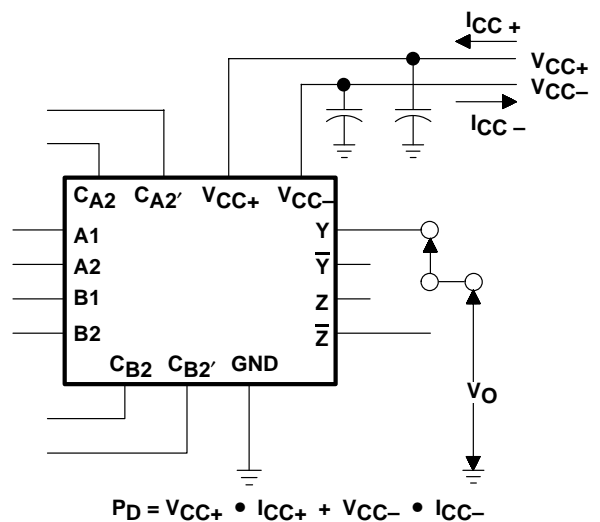 ICC +
VCC+
VCC–
ICC –
CA2 CA2′ VCC+ VCC–
A1 Y
A2 Y̅
B1 Z
B2 Z̅
CB2 CB2′ GND
VO
PD = VCC+ • ICC+ + VCC– • ICC–